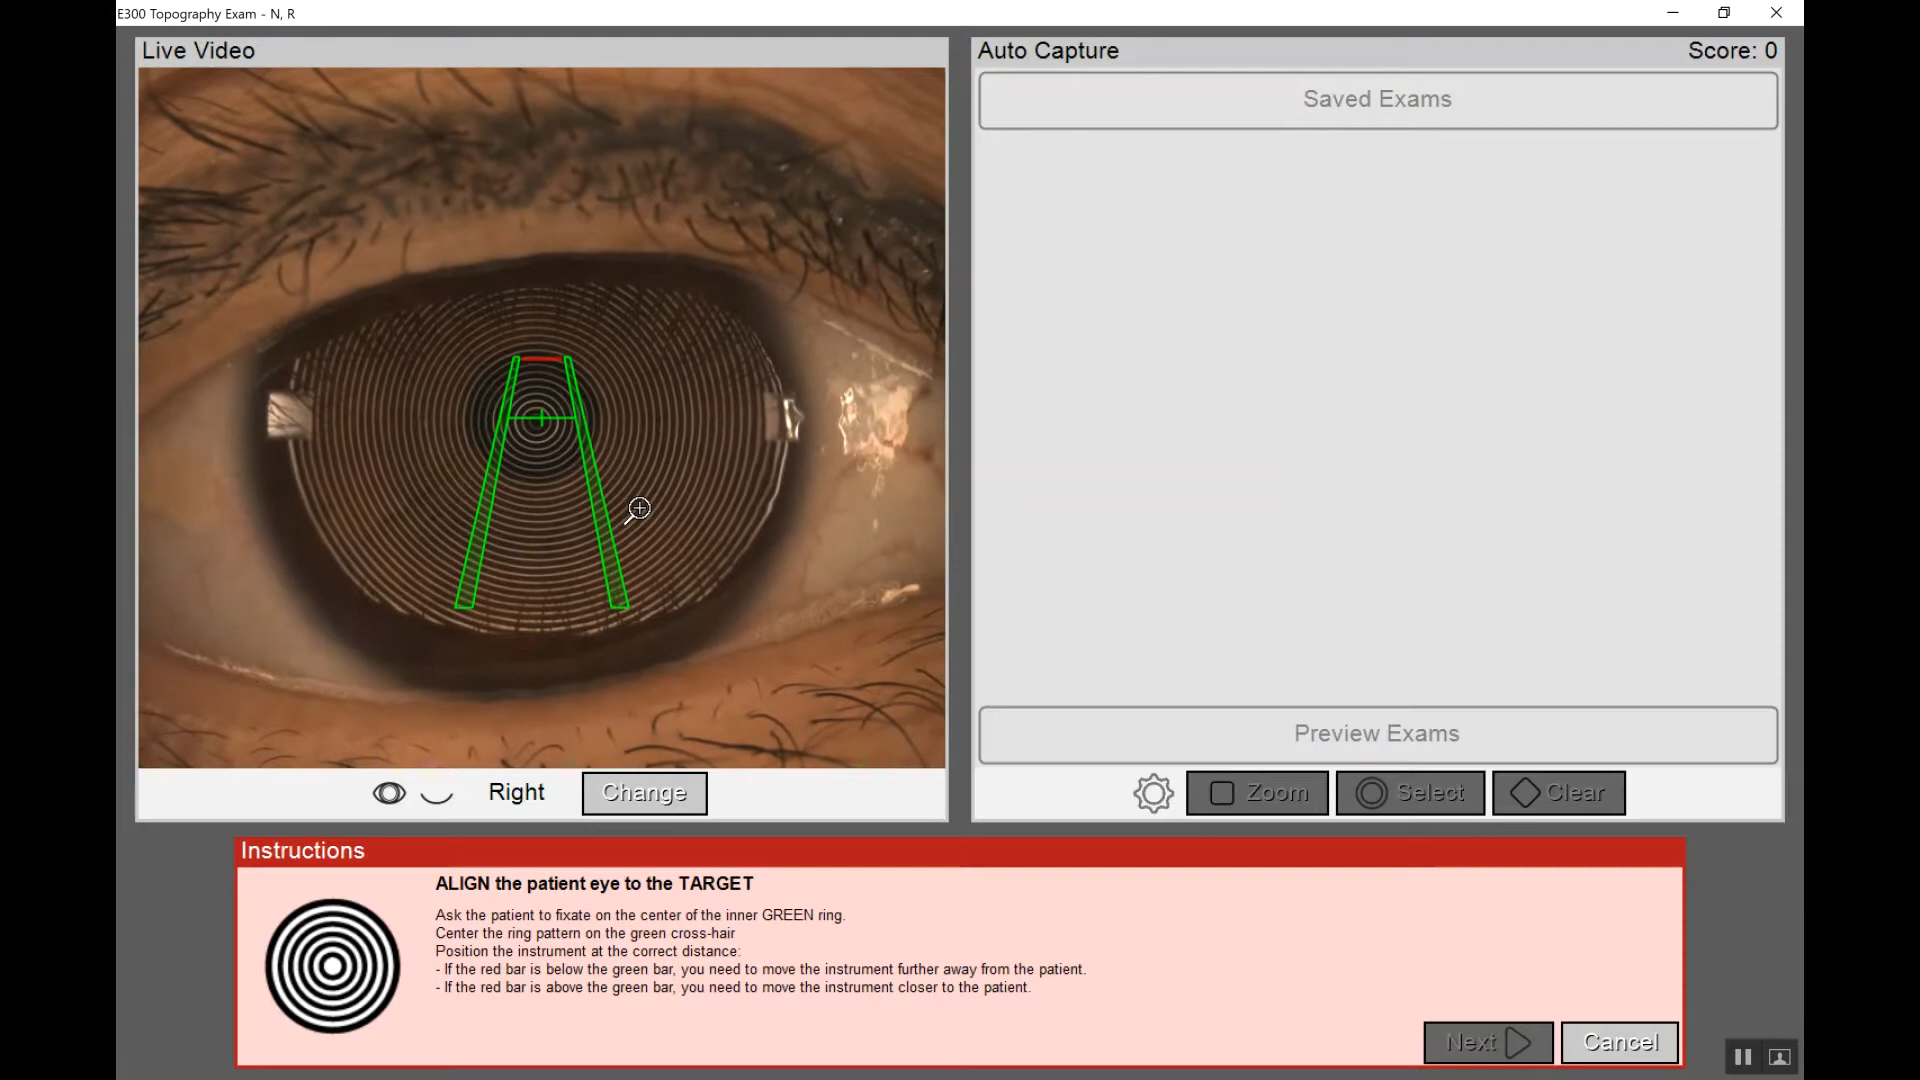 E300 Topography Exam - N, R
Live Video
Auto Capture
Score: 0
Saved Exams
Preview Exams
Right
Change
Zoom
Select
Clear
Instructions
ALIGN the patient eye to the TARGET
Ask the patient to fixate on the center of the inner GREEN ring.
Center the ring pattern on the green cross-hair
Position the instrument at the correct distance:
- If the red bar is below the green bar, you need to move the instrument further away from the patient.
- If the red bar is above the green bar, you need to move the instrument closer to the patient.
Next
Cancel